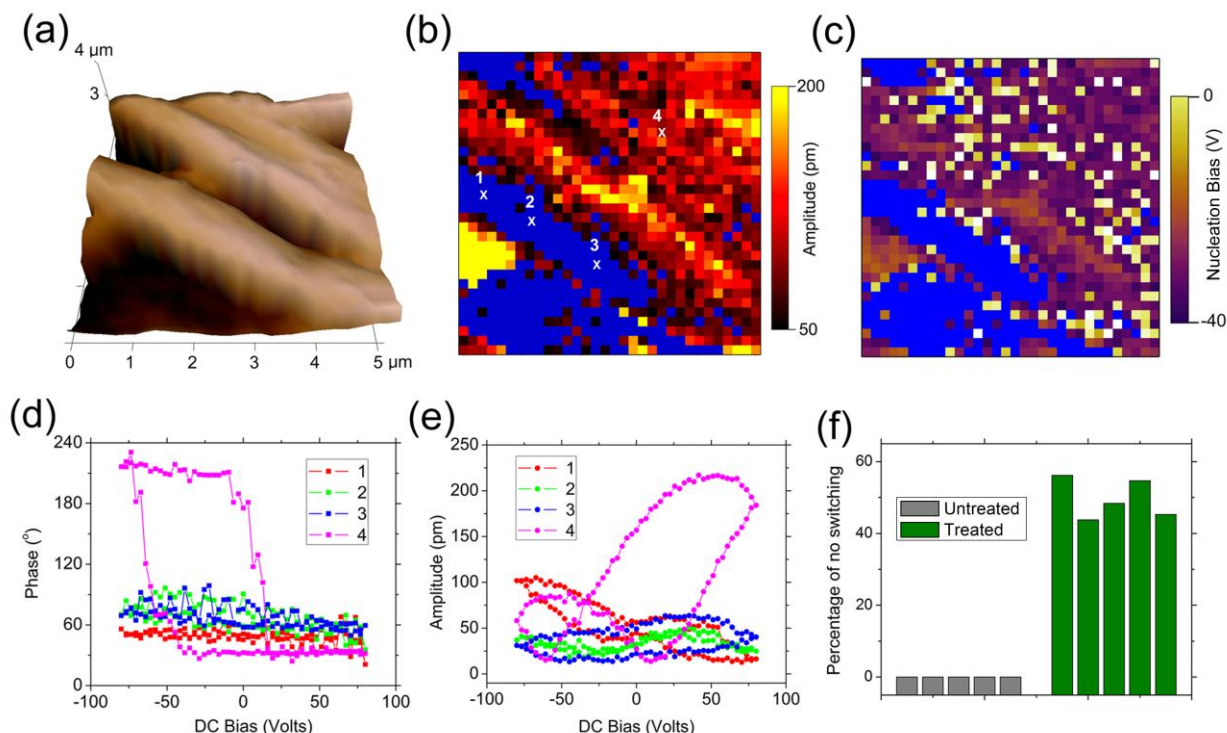 (a)
4 µm
3
0
1
2
3
4
5 µm
(b)
1
x
2
x
3
x
4
x
200
50
Amplitude (pm)
(c)
0
-40
Nucleation Bias (V)
(d)
240
180
120
60
0
Phase (°)
-100
-50
0
50
100
DC Bias (Volts)
1
2
3
4
(e)
250
200
150
100
50
0
Amplitude (pm)
-100
-50
0
50
100
DC Bias (Volts)
1
2
3
4
(f)
60
40
20
0
Percentage of no switching
Untreated
Treated